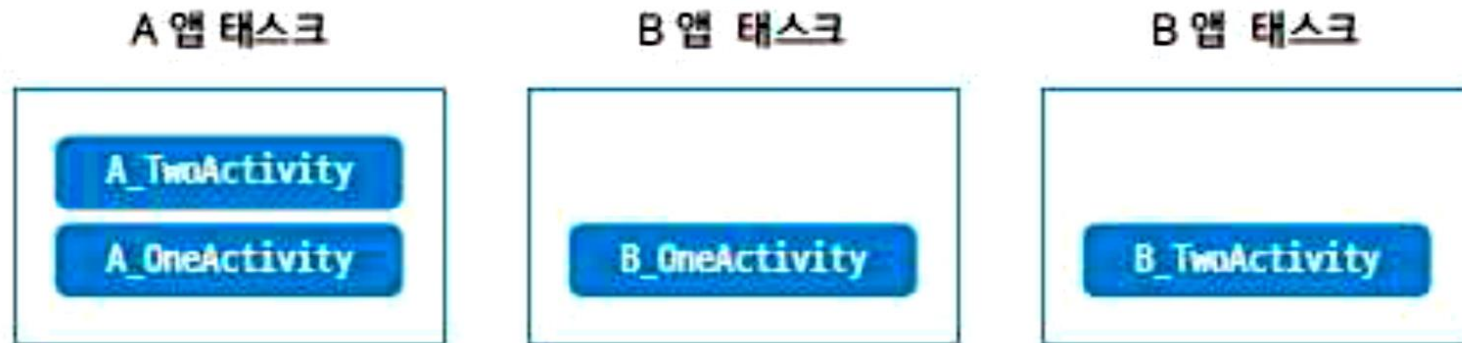 A 앱 태스크
B 앱 태스크
B 앱 태스크
A_TwoActivity
A_OneActivity
B_OneActivity
B_TwoActivity